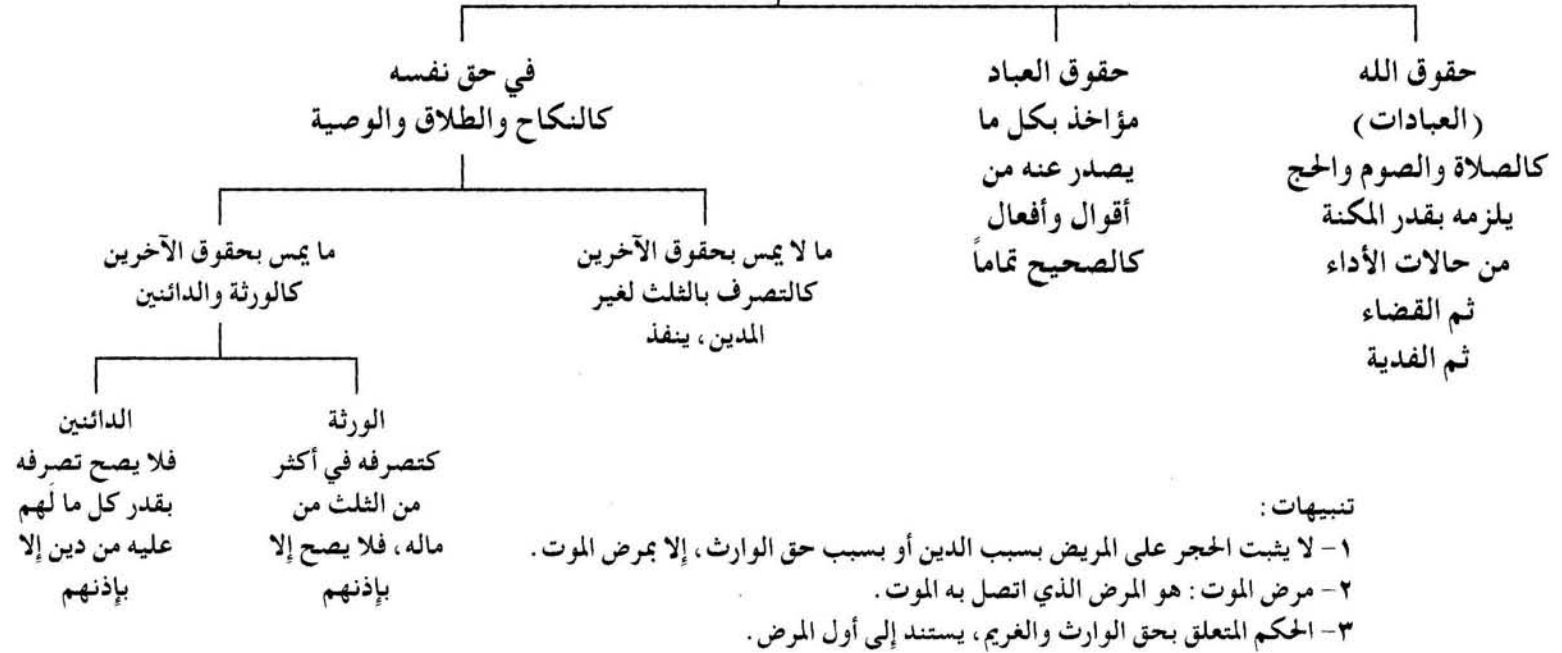 حقوق الله
(العبادات)
كالصلاة والصوم والحج
يلزمه بقدر المكنة
من حالات الأداء
ثم القضاء
ثم الفدية
حقوق العباد
مؤاخذ بكل ما
يصدر عنه من
أقوال وأفعال
كالصحيح تماماً
في حق نفسه
كالنكاح والطلاق والوصية
ما لا يمس بحقوق الآخرين
كالتصرف بالثلث لغير
المدين، ينفذ
ما يمس بحقوق الآخرين
كالورثة والدائنين
الورثة
كتصرفه في أكثر
من الثلث من
ماله، فلا يصح إلا
بإذنهم
الدائنين
فلا يصح تصرفه
بقدر كل ما لَهم
عليه من دين إلا
بإذنهم
تنبيهات:
١- لا يثبت الحجر على المريض بسبب الدين أو بسبب حق الوارث، إلا بمرض الموت.
٢- مرض الموت: هو المرض الذي اتصل به الموت.
٣- الحكم المتعلق بحق الوارث والغريم، يستند إلى أول المرض.